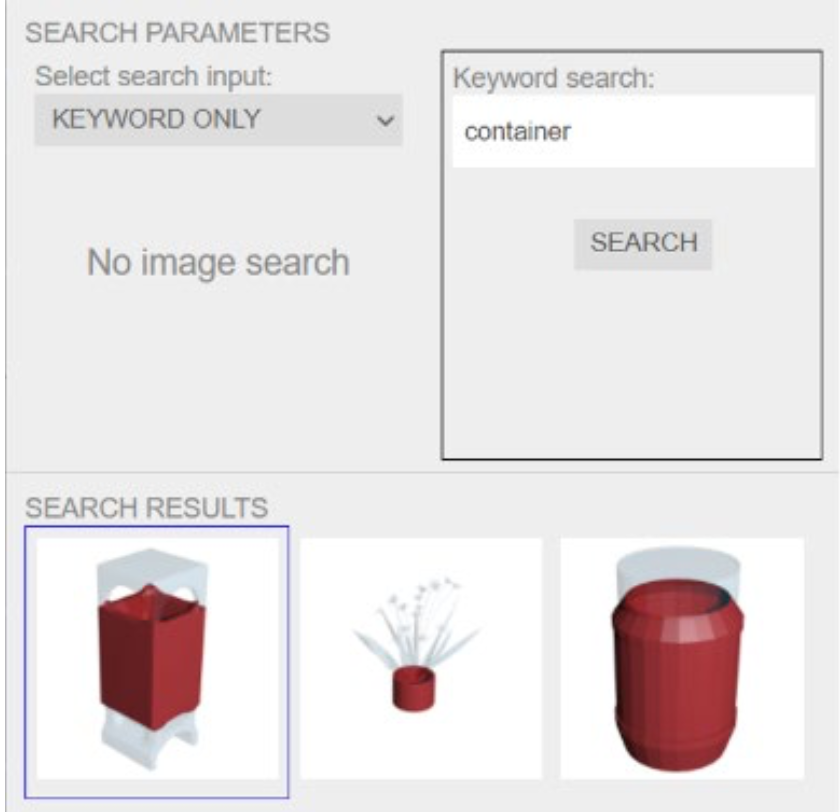 SEARCH PARAMETERS
Select search input:
KEYWORD ONLY
No image search
Keyword search:
container
SEARCH
SEARCH RESULTS